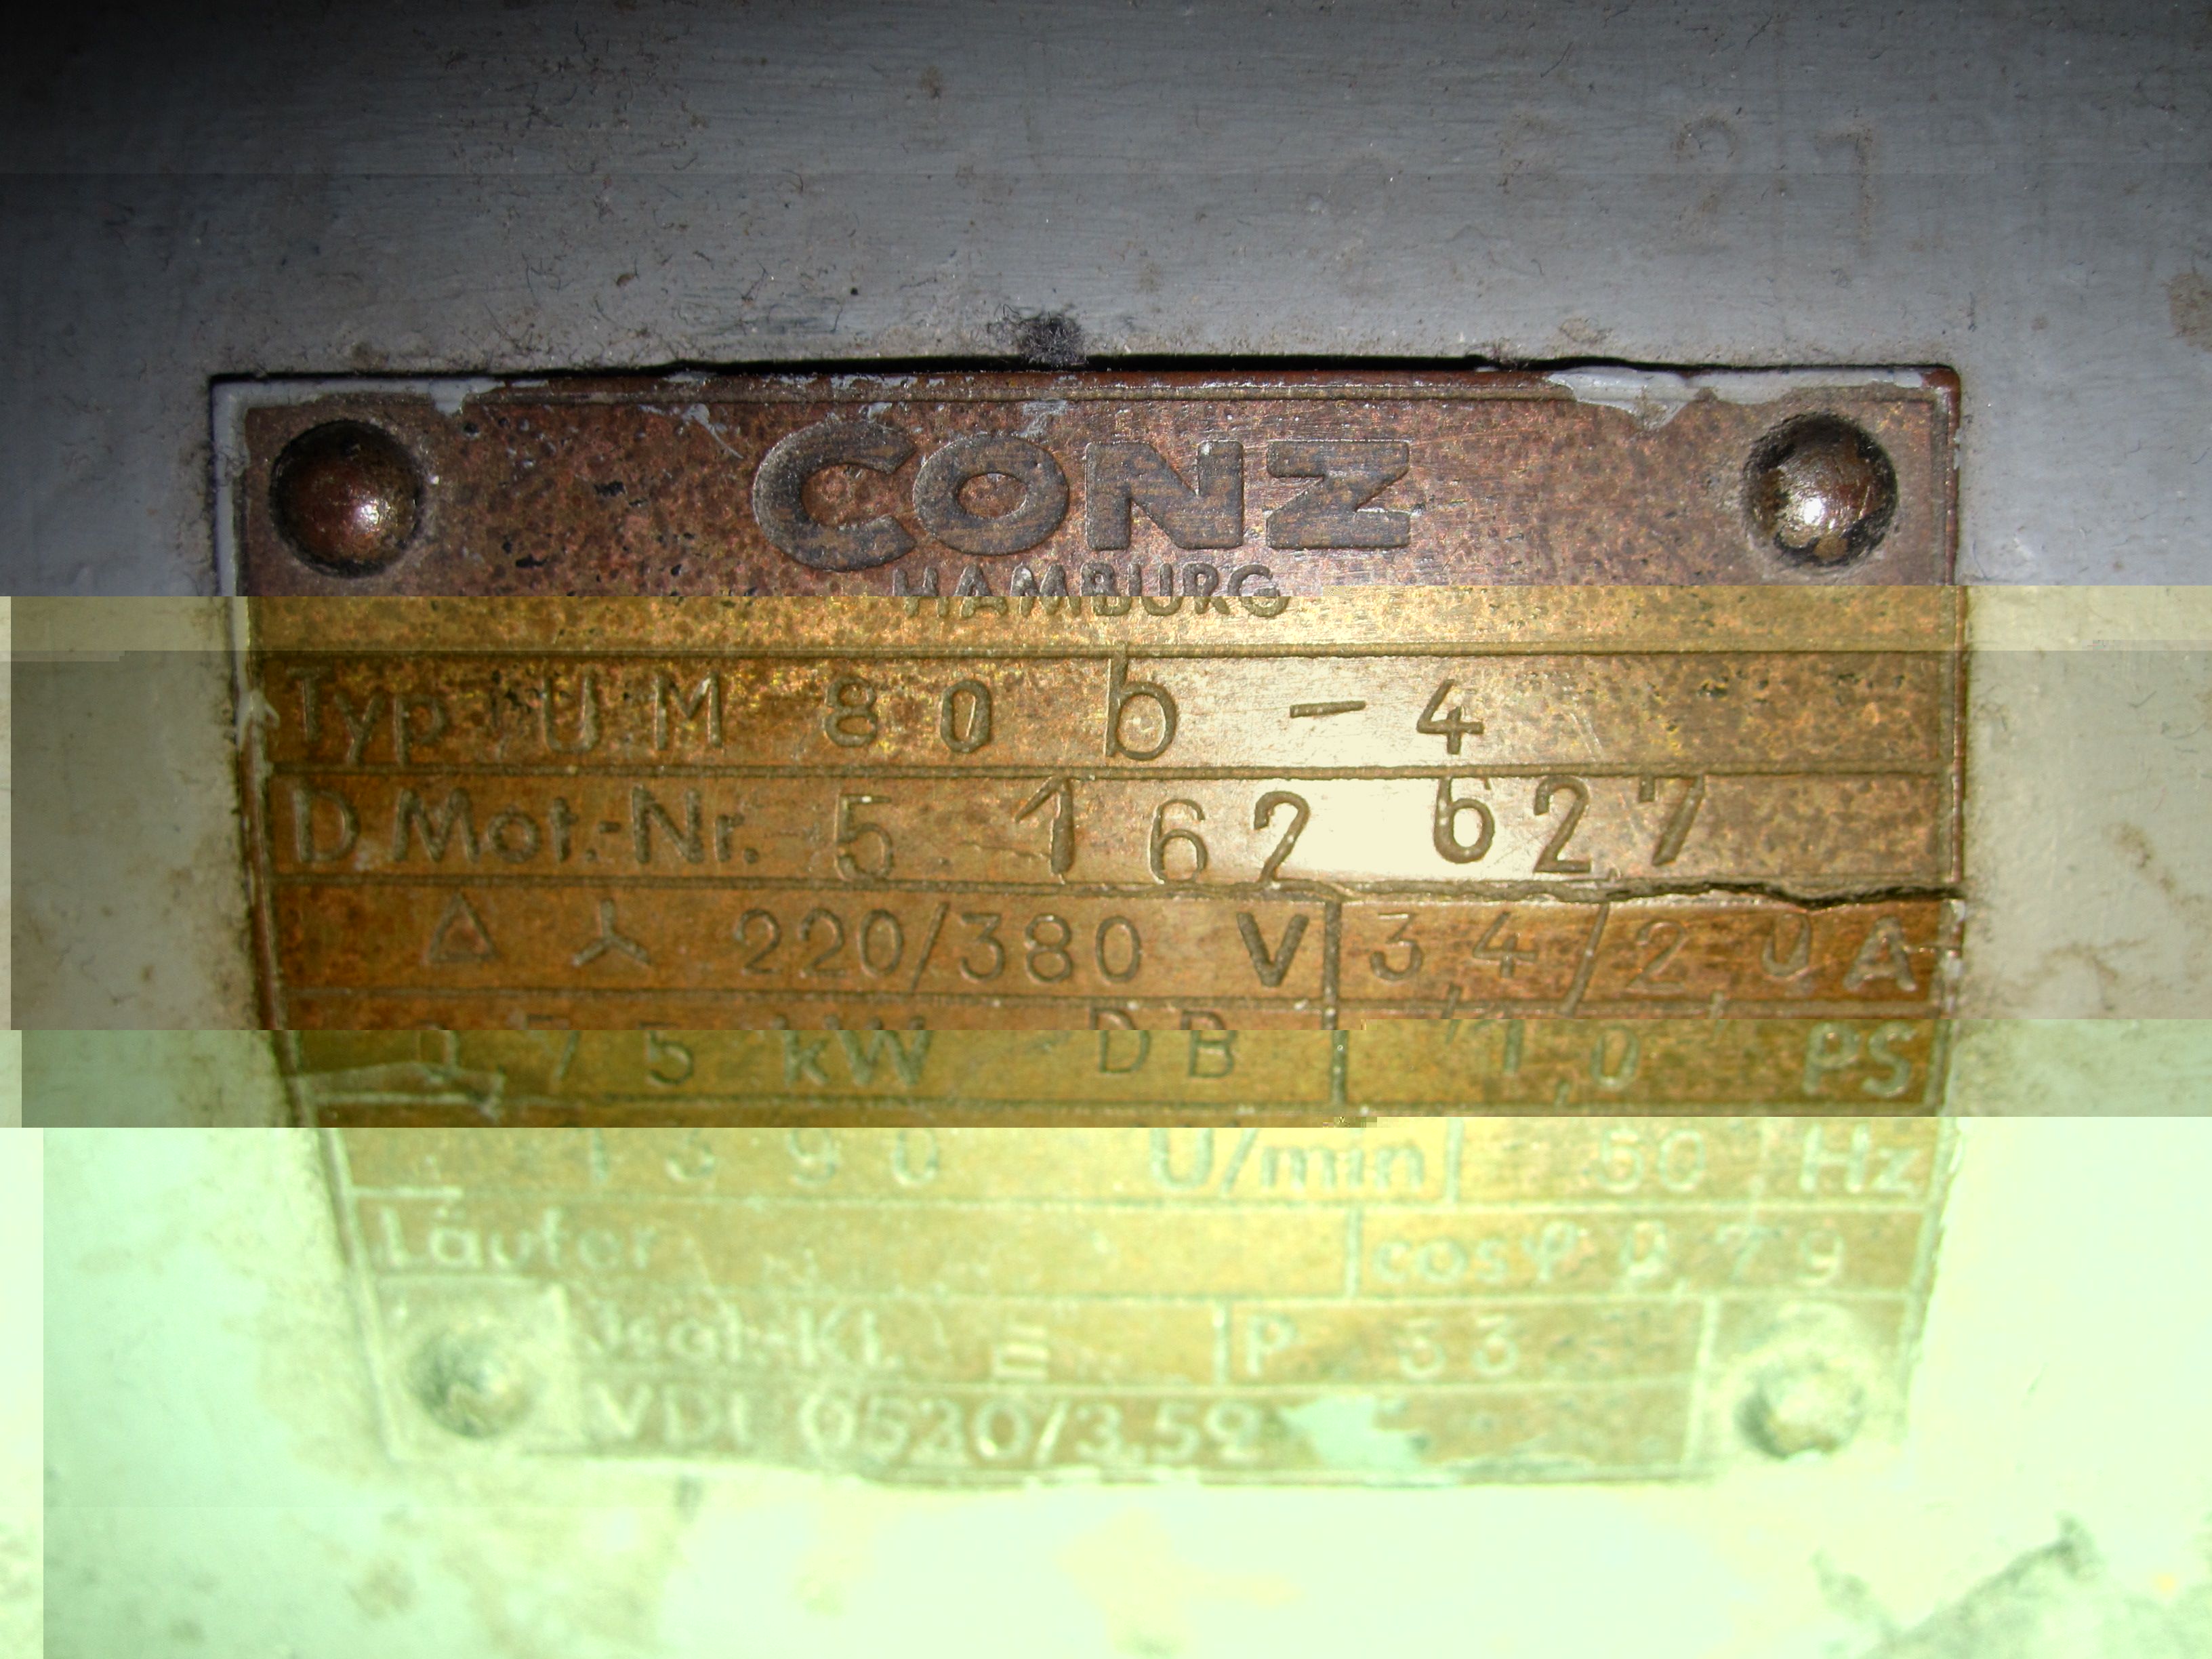 CONZ
HAMBURG
Typ UM 80 b - 4
D.Mot.-Nr. 5 162 627
△ 人 220/380 V 3,4/2,0 A
0,75 kW DB 1,0 PS
1390 U/min 50 Hz
Läufer cosφ 0,79
Isol.-Kl. E P 33
VDE 0530/3.59